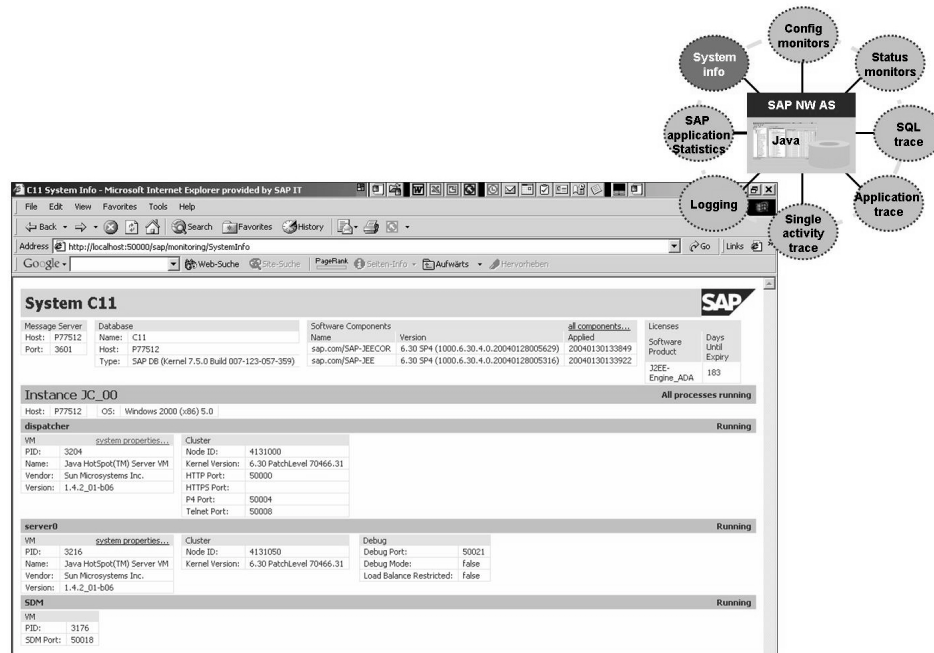 Config
monitors
System
info
Status
monitors
SAP NW AS
Java
SAP
application
Statistics
SQL
trace
Logging
Application
trace
Single
activity
trace
C11 System Info - Microsoft Internet Explorer provided by SAP IT
File Edit View Favorites Tools Help
Back Search Favorites History
Address http://localhost:50000/sap/monitoring/SystemInfo Go Links
Google Web-Suche Site-Suche PageRank Seiten-Info Aufwärts Hervorheben
System C11
SAP
Message Server
Host: P77512
Port: 3601
Database
Name: C11
Host: P77512
Type: SAP DB (Kernel 7.5.0 Build 007-123-057-359)
Software Components all components...
Name Version Applied
sap.com/SAP-JEECOR 6.30 SP4 (1000.6.30.4.0.20040128005629) 20040130133849
sap.com/SAP-JEE 6.30 SP4 (1000.6.30.4.0.20040128005316) 20040130133922
Licenses
Software Product Days Until Expiry
J2EE-Engine_ADA 183
Instance JC_00 All processes running
Host: P77512 OS: Windows 2000 (x86) 5.0
dispatcher Running
VM system properties...
PID: 3204
Name: Java HotSpot(TM) Server VM
Vendor: Sun Microsystems Inc.
Version: 1.4.2_01-b06
Cluster
Node ID: 4131000
Kernel Version: 6.30 PatchLevel 70466.31
HTTP Port: 50000
HTTPS Port:
P4 Port: 50004
Telnet Port: 50008
server0 Running
VM system properties...
PID: 3216
Name: Java HotSpot(TM) Server VM
Vendor: Sun Microsystems Inc.
Version: 1.4.2_01-b06
Cluster
Node ID: 4131050
Kernel Version: 6.30 PatchLevel 70466.31
Debug
Debug Port: 50021
Debug Mode: false
Load Balance Restricted: false
SDM Running
VM
PID: 3176
SDM Port: 50018